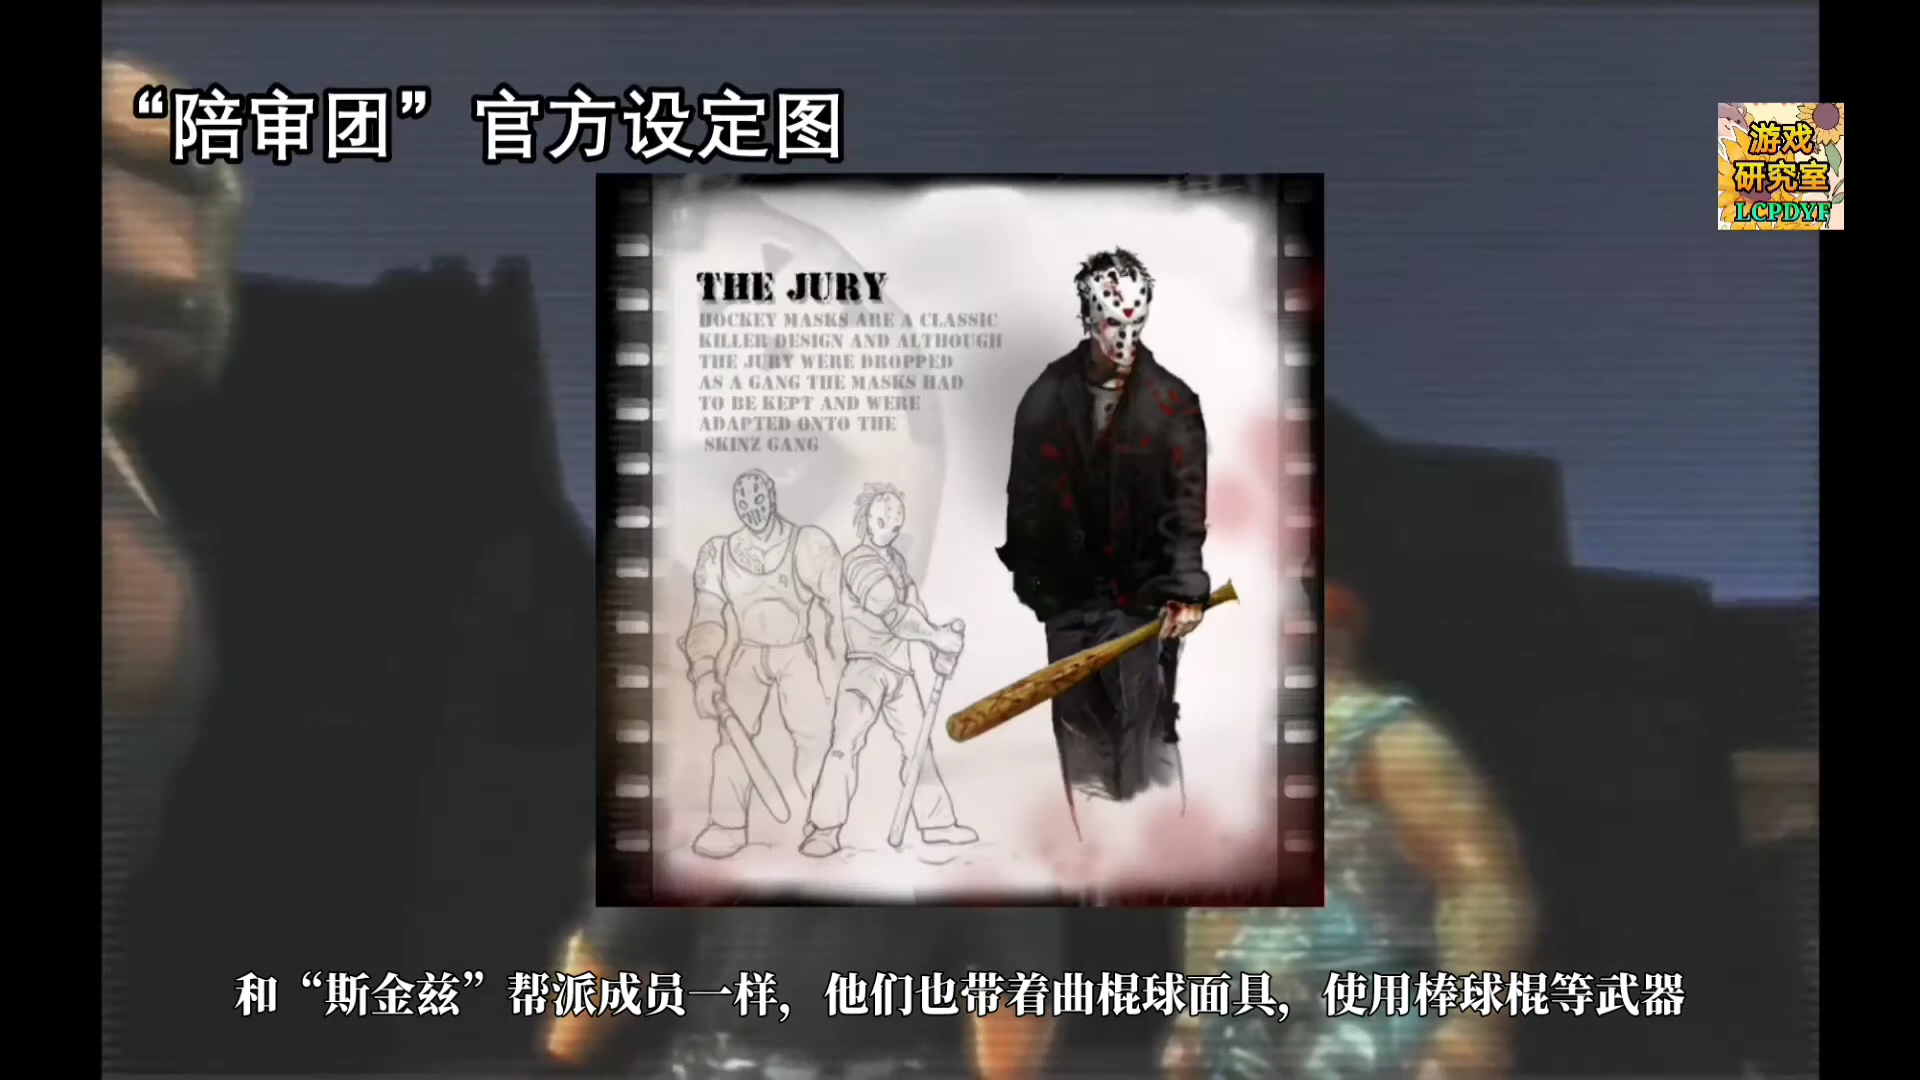 “陪审团”官方设定图
游戏
研究室
LCPDYF
THE JURY
HOCKEY MASKS ARE A CLASSIC
KILLER DESIGN AND ALTHOUGH
THE JURY WERE DROPPED
AS A GANG THE MASKS HAD
TO BE KEPT AND WERE
ADAPTED ONTO THE
SKINZ GANG
和“斯金兹”帮派成员一样，他们也带着曲棍球面具，使用棒球棍等武器